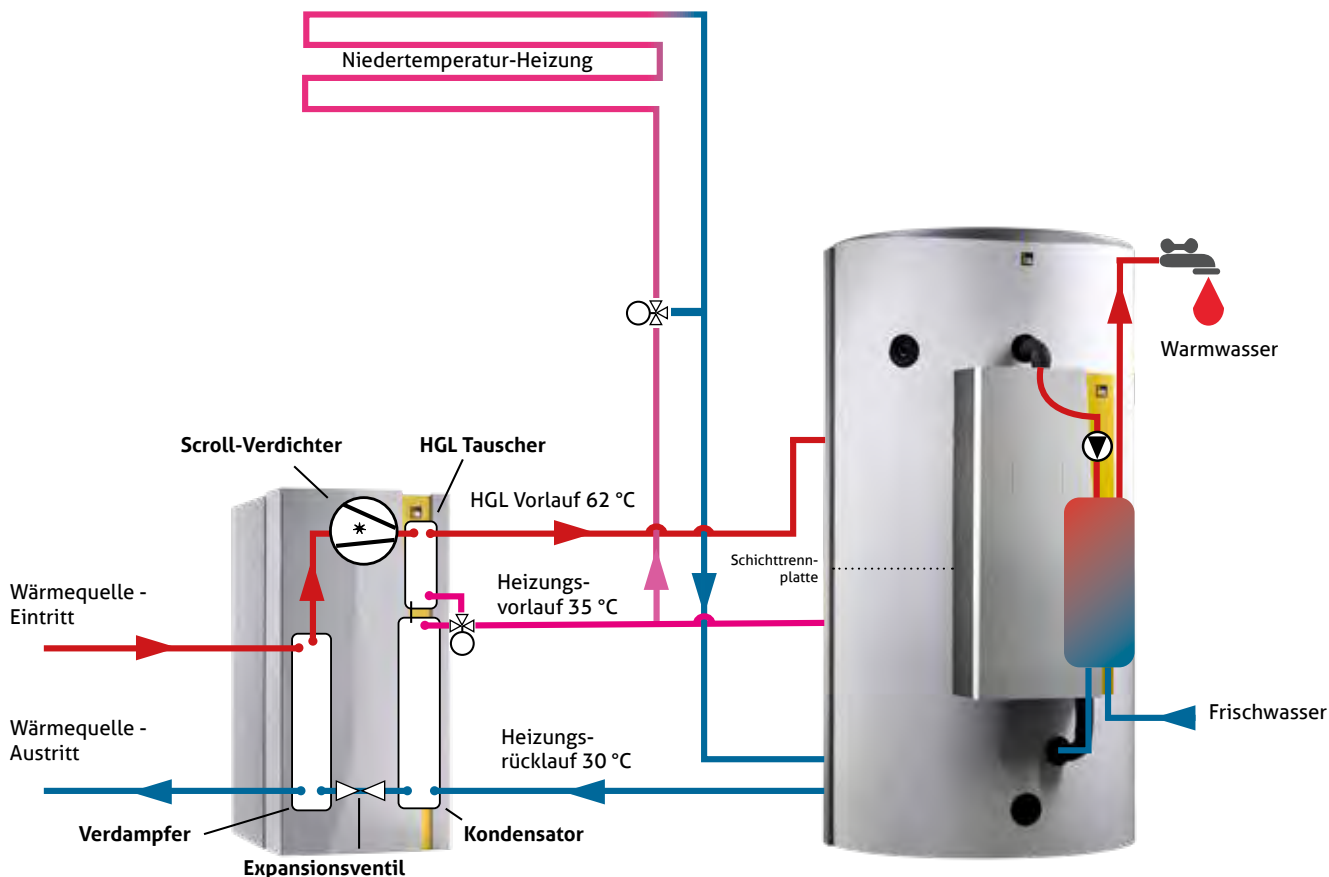 Niedertemperatur-Heizung
Warmwasser
Scroll-Verdichter
HGL Tauscher
HGL Vorlauf 62 °C
Schichttrenn-
platte
Heizungs-
vorlauf 35 °C
Wärmequelle -
Eintritt
Wärmequelle -
Austritt
Heizungs-
rücklauf 30 °C
Frischwasser
Verdampfer
Kondensator
Expansionsventil